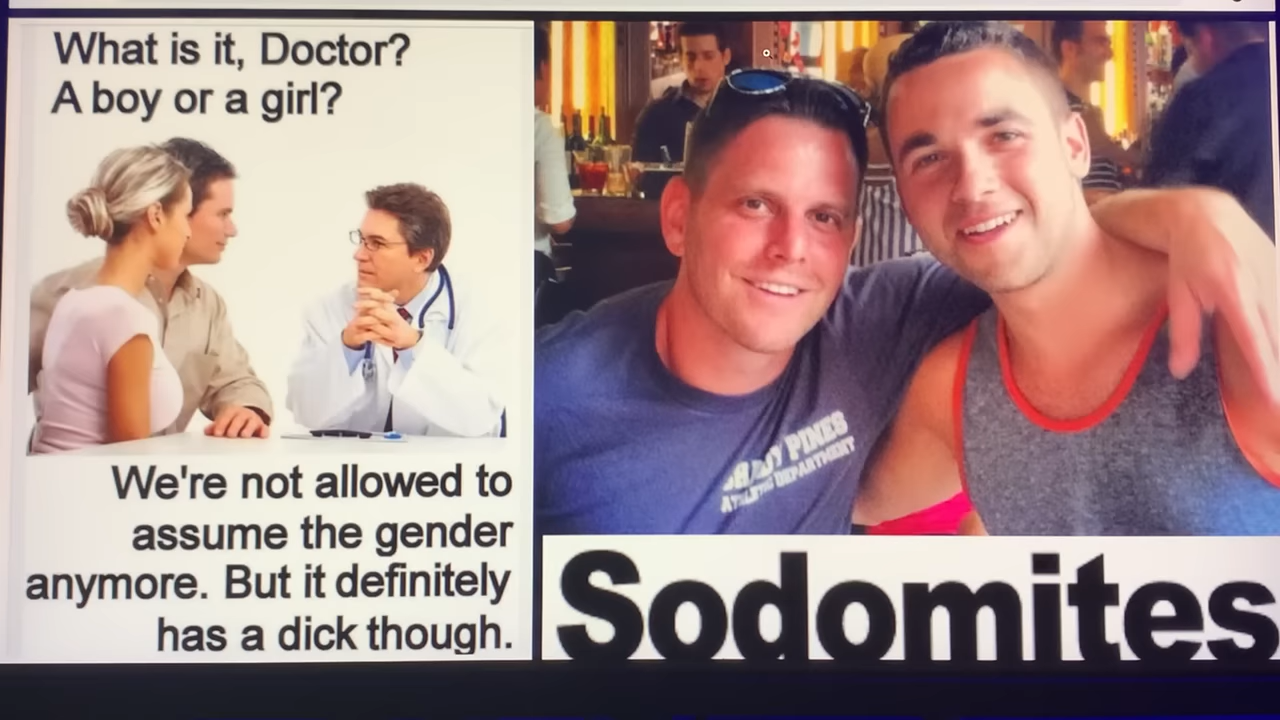 What is it, Doctor?
A boy or a girl?
We're not allowed to
assume the gender
anymore. But it definitely
has a dick though.
PINES
ATHLETIC DEPARTMENT
Sodomites